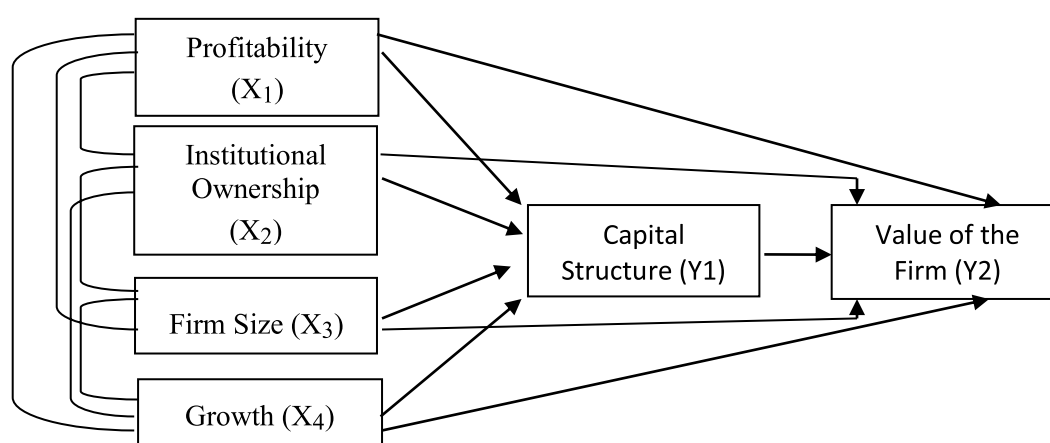 Profitability
(X₁)
Institutional
Ownership
(X₂)
Firm Size (X₃)
Growth (X₄)
Capital
Structure (Y1)
Value of the
Firm (Y2)